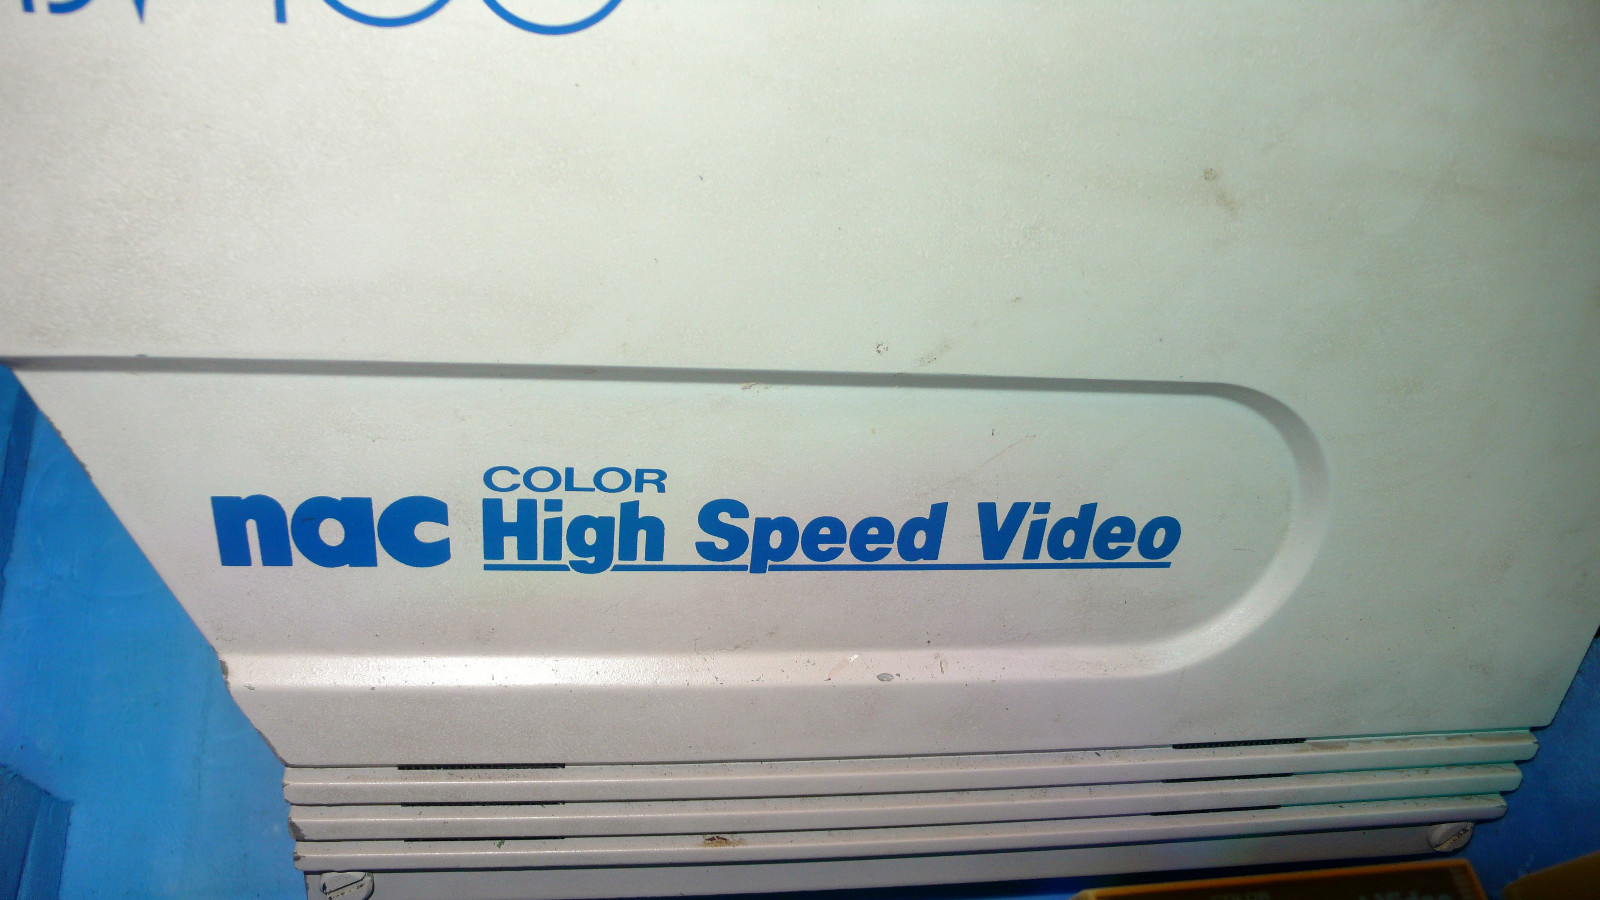 COLOR
nac High Speed Video